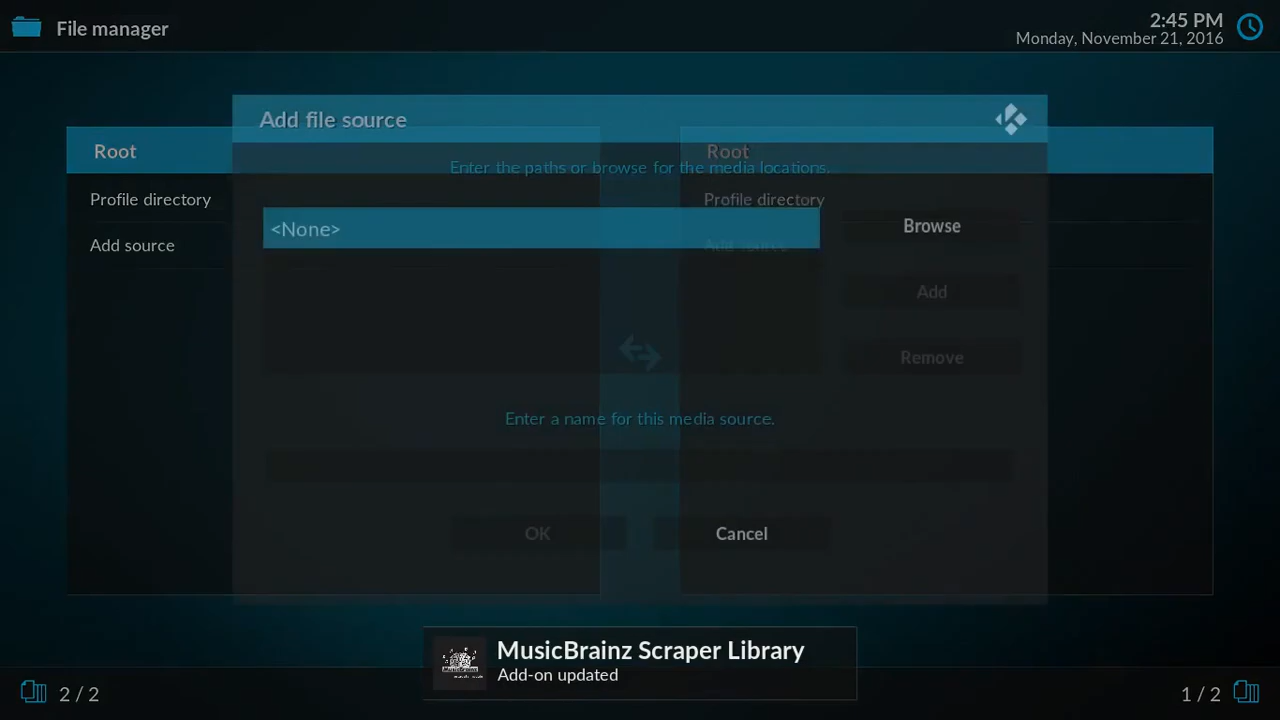 File manager
2:45 PM
Monday, November 21, 2016
Add file source
Root
Root
Enter the paths or browse for the media locations.
Profile directory
Profile directory
<None>
Browse
Add source
Add source
Add
Remove
Enter a name for this media source.
OK
Cancel
MusicBrainz Scraper Library
Add-on updated
2 / 2
1 / 2